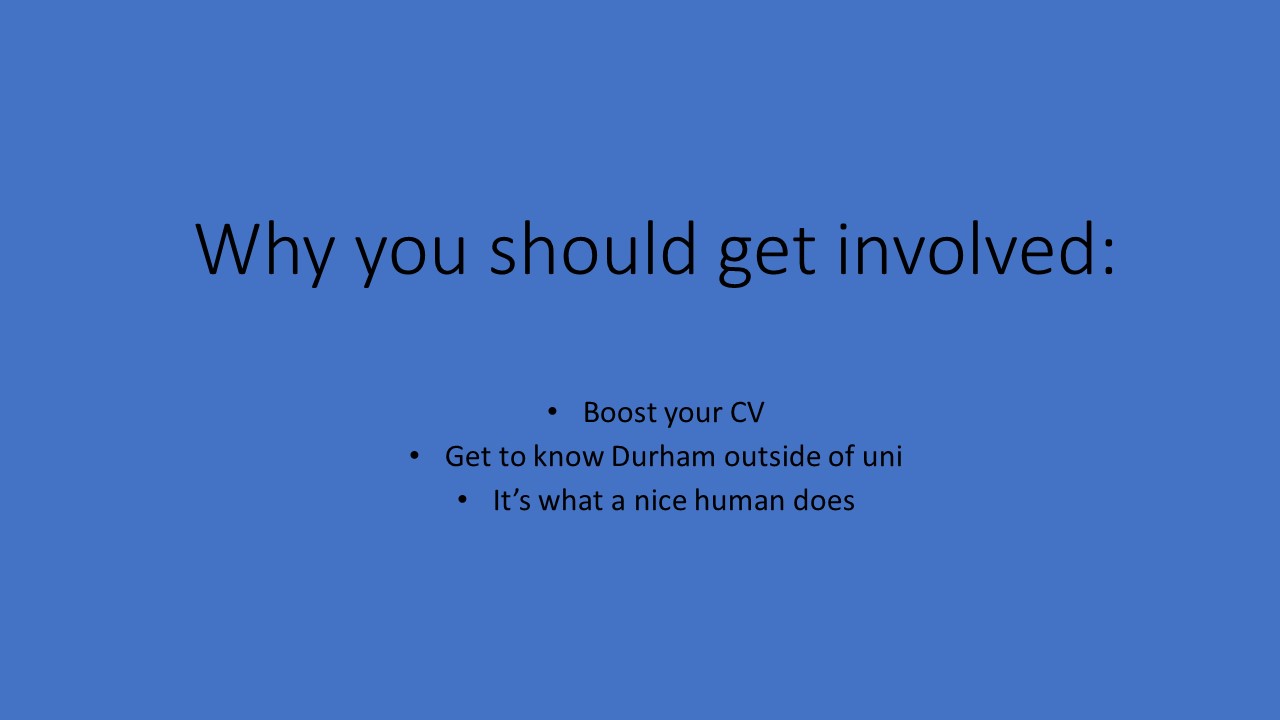 Why you should get involved:
• Boost your CV
• Get to know Durham outside of uni
• It’s what a nice human does